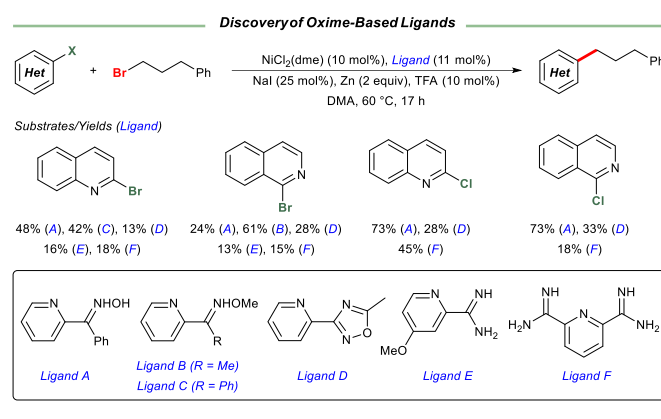 Discovery of Oxime-Based Ligands
X
Het
+
Br
Ph
NiCl2(dme) (10 mol%), Ligand (11 mol%)
NaI (25 mol%), Zn (2 equiv), TFA (10 mol%)
DMA, 60 °C, 17 h
Het
Ph
Substrates/Yields (Ligand)
N
Br
N
Br
N
Cl
N
Cl
48% (A), 42% (C), 13% (D)
16% (E), 18% (F)
24% (A), 61% (B), 28% (D)
13% (E), 15% (F)
73% (A), 28% (D)
45% (F)
73% (A), 33% (D)
18% (F)
N
NHOH
Ph
Ligand A
N
NHOMe
R
Ligand B (R = Me)
Ligand C (R = Ph)
N
N
N
O
Ligand D
N
NH
NH2
MeO
Ligand E
NH
NH
H2N
N
NH2
Ligand F